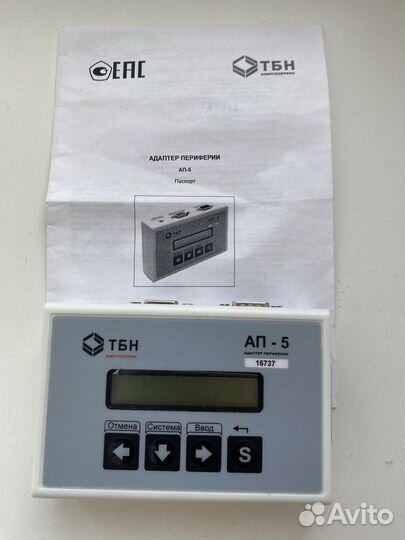 ЕАС
ТБН
ЭНЕРГОСЕРВИС
АДАПТЕР ПЕРИФЕРИИ
АП-5
Паспорт
ТБН
ТБН
ЭНЕРГОСЕРВИС
АП - 5
АДАПТЕР ПЕРИФЕРИИ
16737
Отмена Система Ввод
S
Avito